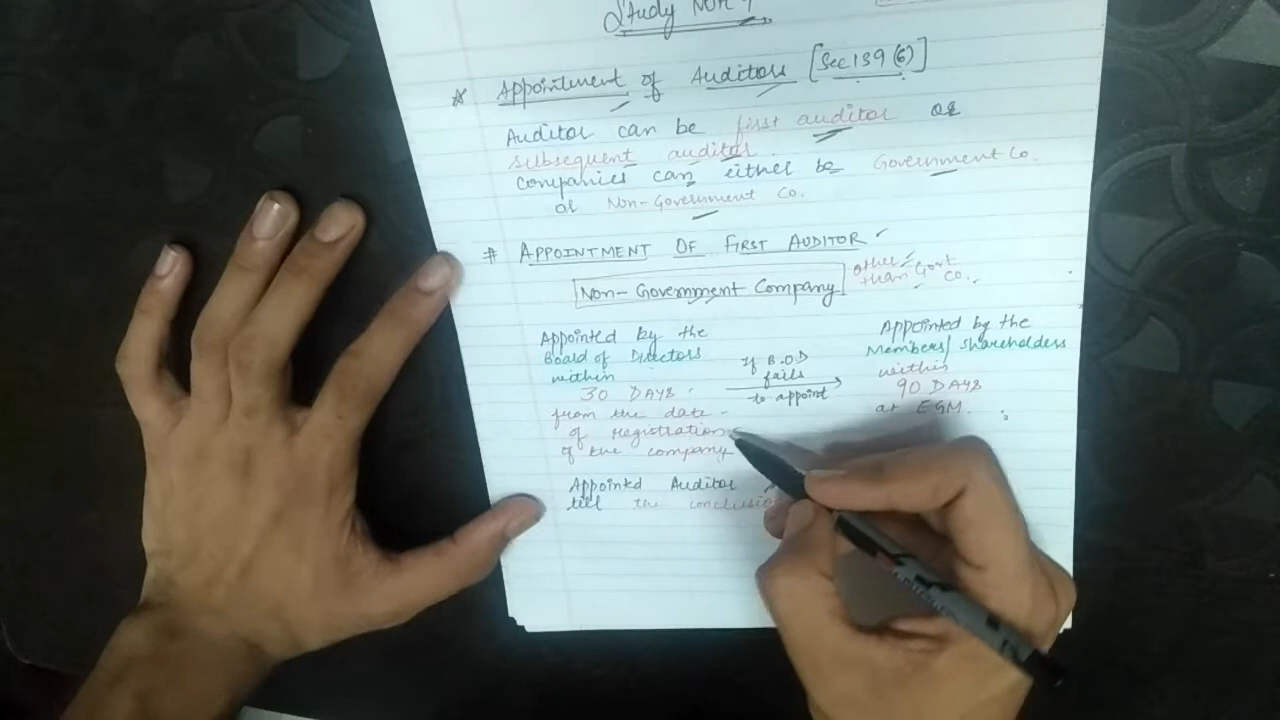 Study Note
* Appointment of Auditors [Sec 139 (6)]
Auditor can be first auditor or
subsequent auditor.
Companies can either be Government Co.
or Non-Government Co.
# APPOINTMENT OF FIRST AUDITOR
Non-Government Company
other than Govt Co.
Appointed by the
Board of Directors
within
30 DAYS
from the date
of registration
of the company
If B.O.D
fails
to appoint
Appointed by the
Members/shareholders
within
90 DAYS
at EGM.
Appointed Auditor
till the conclusio